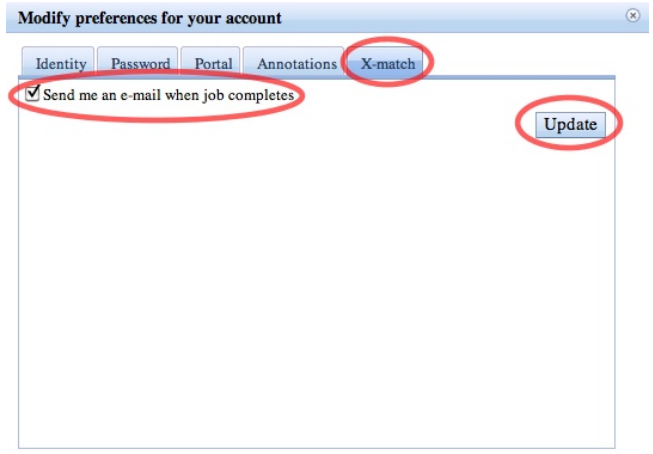 Modify preferences for your account
Identity Password Portal Annotations X-match
Send me an e-mail when job completes
Update